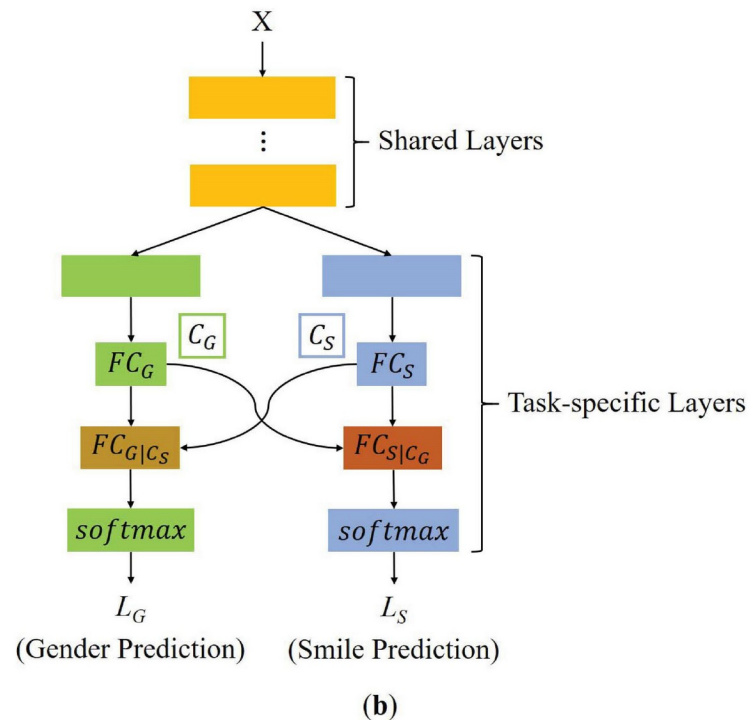 X
⋮
Shared Layers
C_G
C_S
FC_G
FC_S
Task-specific Layers
FC_{G|C_S}
FC_{S|C_G}
softmax
softmax
L_G
L_S
(Gender Prediction)
(Smile Prediction)
(b)